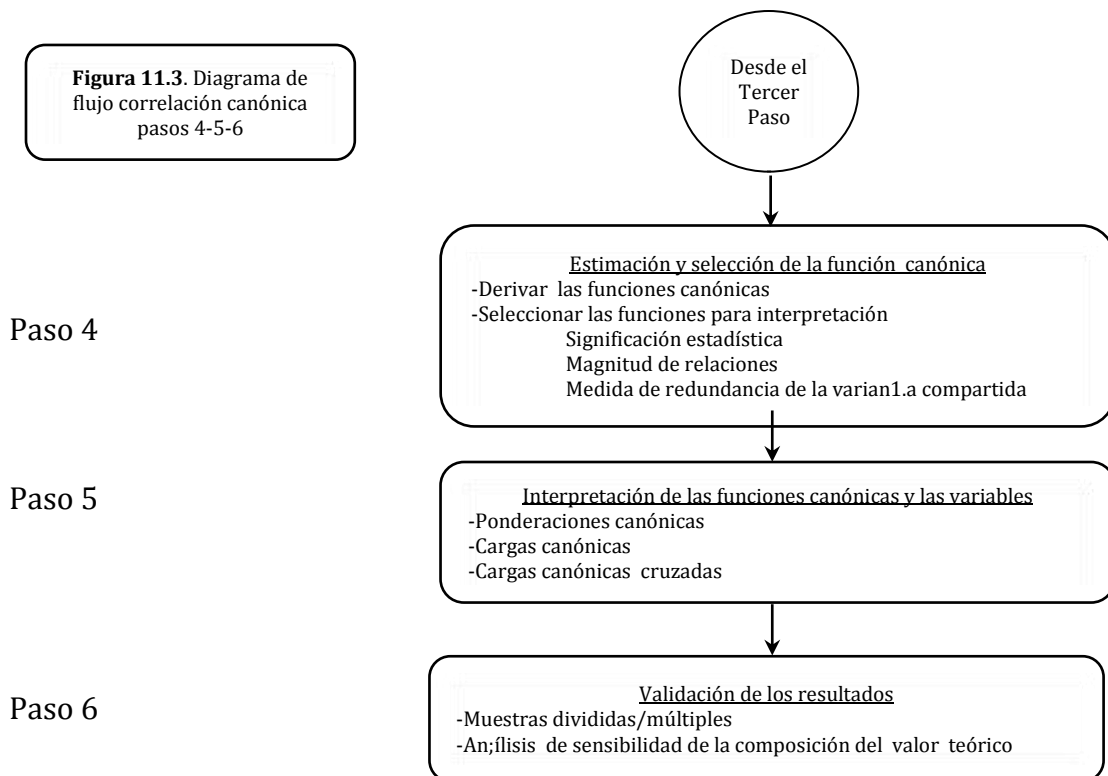 Figura 11.3. Diagrama de
flujo correlación canónica
pasos 4-5-6
Desde el
Tercer
Paso
Paso 4
Estimación y selección de la función canónica
-Derivar las funciones canónicas
-Seleccionar las funciones para interpretación
Significación estadística
Magnitud de relaciones
Medida de redundancia de la varian1.a compartida
Paso 5
Interpretación de las funciones canónicas y las variables
-Ponderaciones canónicas
-Cargas canónicas
-Cargas canónicas cruzadas
Paso 6
Validación de los resultados
-Muestras divididas/múltiples
-An;ílisis de sensibilidad de la composición del valor teórico